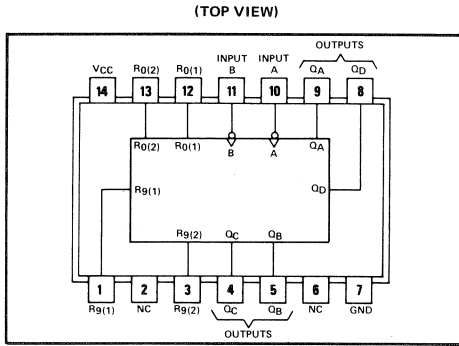 (TOP VIEW)
OUTPUTS
VCC R0(2) R0(1) INPUT B INPUT A QA QD
14 13 12 11 10 9 8
R0(2) R0(1) B A QA
R9(1) QD
R9(2) QC QB
1 2 3 4 5 6 7
R9(1) NC R9(2) QC QB NC GND
OUTPUTS